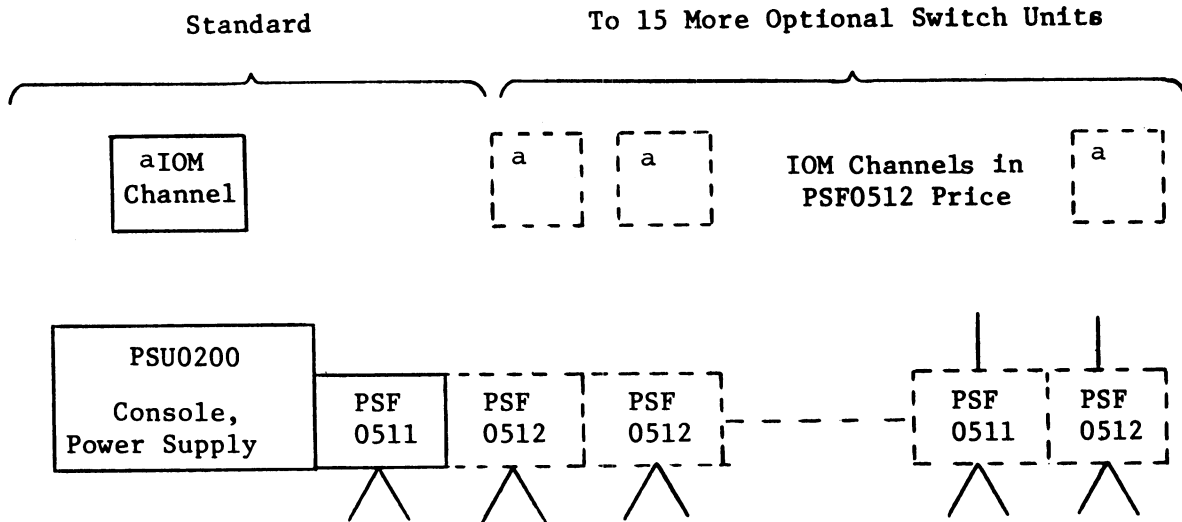 Standard
To 15 More Optional Switch Units
aIOM
Channel
a
a
IOM Channels in
PSF0512 Price
a
PSU0200
Console,
Power Supply
PSF
0511
PSF
0512
PSF
0512
PSF
0511
PSF
0512